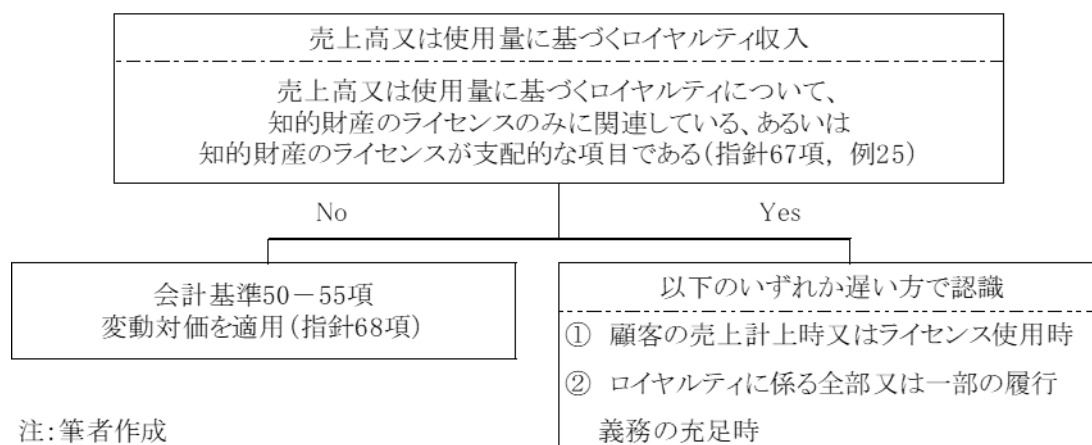 売上高又は使用量に基づくロイヤルティ収入
売上高又は使用量に基づくロイヤルティについて、
知的財産のライセンスのみに関連している、あるいは
知的財産のライセンスが支配的な項目である(指針67項, 例25)
No
Yes
会計基準50-55項
変動対価を適用(指針68項)
以下のいずれか遅い方で認識
① 顧客の売上計上時又はライセンス使用時
② ロイヤルティに係る全部又は一部の履行
義務の充足時
注:筆者作成